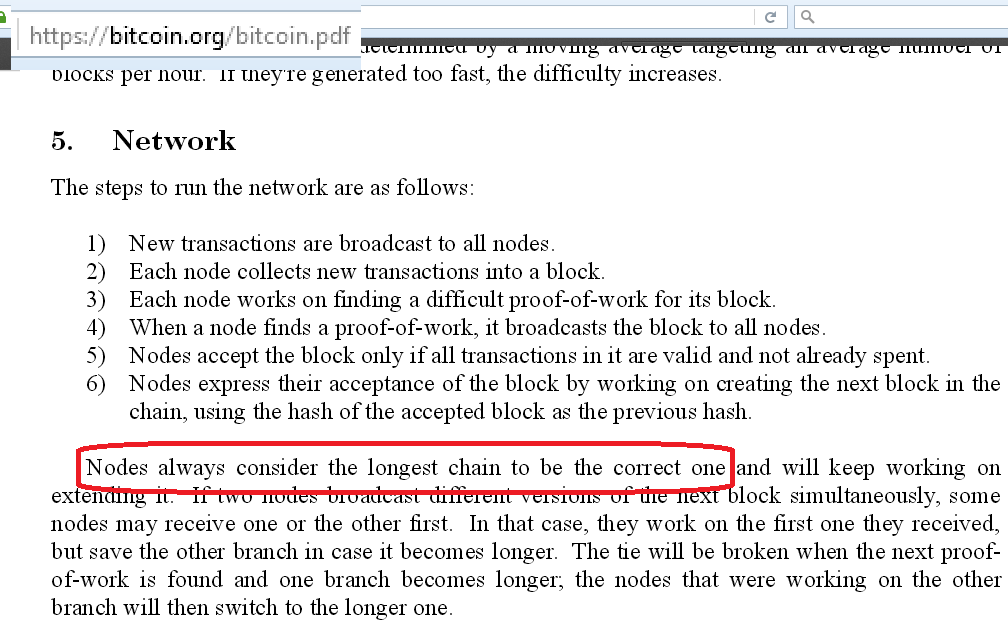 https://bitcoin.org/bitcoin.pdf
determined by a moving average targeting an average number of
blocks per hour. If they're generated too fast, the difficulty increases.
5. Network
The steps to run the network are as follows:
1) New transactions are broadcast to all nodes.
2) Each node collects new transactions into a block.
3) Each node works on finding a difficult proof-of-work for its block.
4) When a node finds a proof-of-work, it broadcasts the block to all nodes.
5) Nodes accept the block only if all transactions in it are valid and not already spent.
6) Nodes express their acceptance of the block by working on creating the next block in the
chain, using the hash of the accepted block as the previous hash.
Nodes always consider the longest chain to be the correct one and will keep working on
extending it. If two nodes broadcast different versions of the next block simultaneously, some
nodes may receive one or the other first. In that case, they work on the first one they received,
but save the other branch in case it becomes longer. The tie will be broken when the next proof-
of-work is found and one branch becomes longer; the nodes that were working on the other
branch will then switch to the longer one.